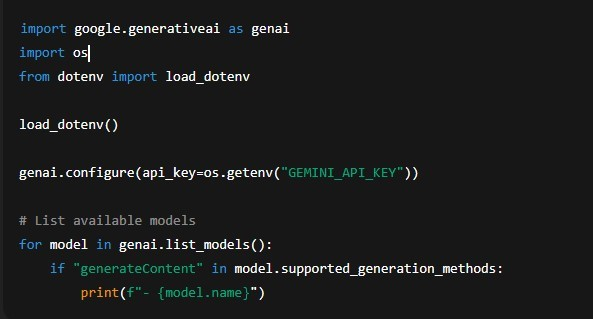 import google.generativeai as genai
import os
from dotenv import load_dotenv

load_dotenv()

genai.configure(api_key=os.getenv("GEMINI_API_KEY"))

# List available models
for model in genai.list_models():
    if "generateContent" in model.supported_generation_methods:
        print(f"- {model.name}")